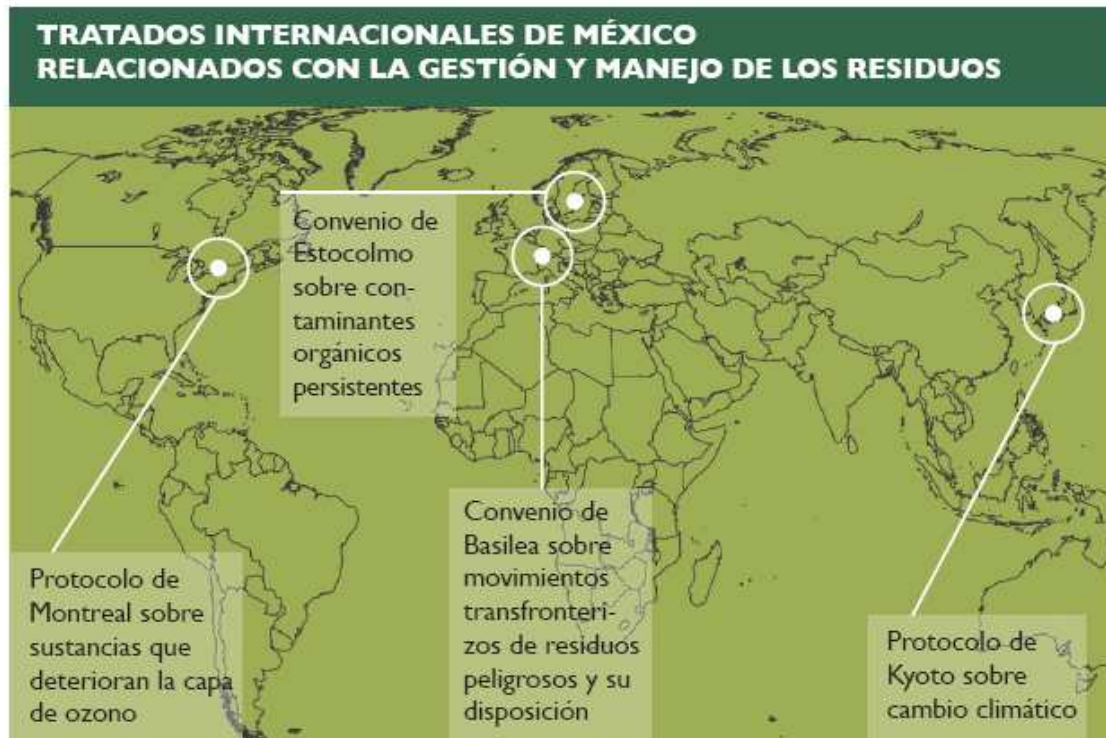 TRATADOS INTERNACIONALES DE MÉXICO
RELACIONADOS CON LA GESTIÓN Y MANEJO DE LOS RESIDUOS
Convenio de
Estocolmo
sobre con-
taminantes
orgánicos
persistentes
Convenio de
Basilea sobre
movimientos
transfronteri-
zos de residuos
peligrosos y su
disposición
Protocolo de
Montreal sobre
sustancias que
deterioran la capa
de ozono
Protocolo de
Kyoto sobre
cambio climático